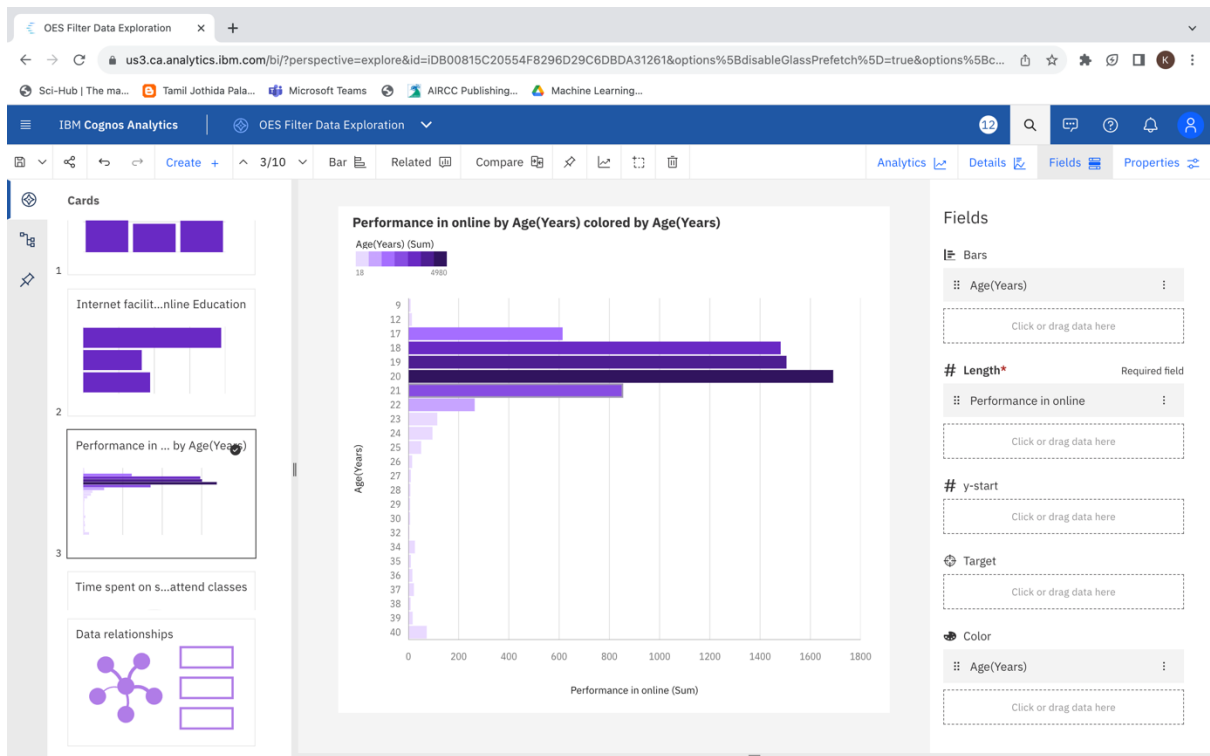 OES Filter Data Exploration
us3.ca.analytics.ibm.com/bi/?perspective=explore&id=iDB00815C20554F8296D29C6DBDA31261&options%5BdisableGlassPrefetch%5D=true&options%5Bc...
K
Sci-Hub | The ma...
Tamil Jothida Pala...
Microsoft Teams
AIRCC Publishing...
Machine Learning...
IBM Cognos Analytics
OES Filter Data Exploration
12
Create +
3/10
Bar
Related
Compare
Analytics
Details
Fields
Properties
Cards
1
Internet facilit...nline Education
2
Performance in ... by Age(Years)
3
Time spent on s...attend classes
Data relationships
Performance in online by Age(Years) colored by Age(Years)
Age(Years) (Sum)
18 4980
Age(Years)
9
12
17
18
19
20
21
22
23
24
25
26
27
28
29
30
32
34
35
36
37
38
39
40
0 200 400 600 800 1000 1200 1400 1600 1800
Performance in online (Sum)
Fields
Bars
Age(Years)
Click or drag data here
# Length* Required field
Performance in online
Click or drag data here
# y-start
Click or drag data here
Target
Click or drag data here
Color
Age(Years)
Click or drag data here